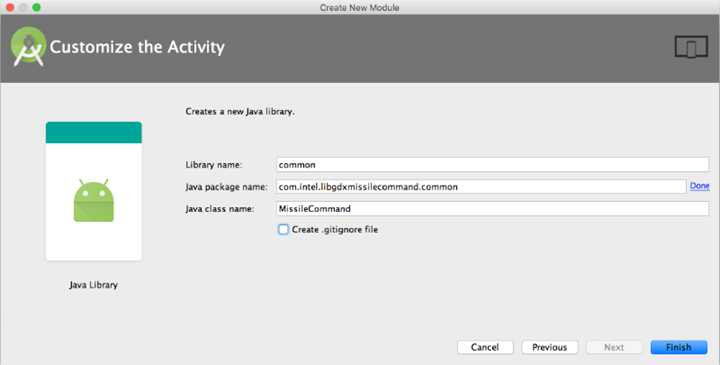 Create New Module
Customize the Activity
Creates a new Java library.
Library name: common
Java package name: com.intel.libgdxmissilecommand.common Done
Java class name: MissileCommand
Create .gitignore file
Java Library
Cancel Previous Next Finish